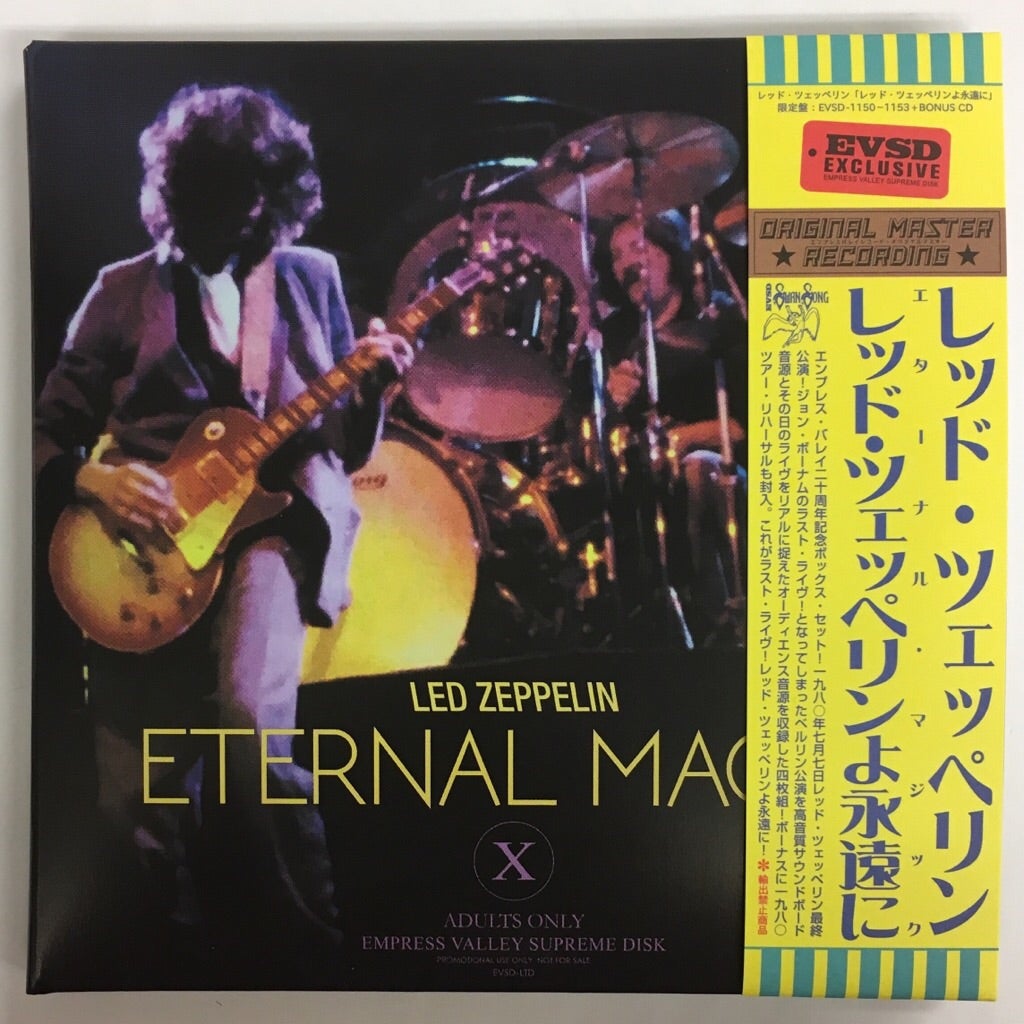 LED ZEPPELIN
ETERNAL MAG
X
ADULTS ONLY
EMPRESS VALLEY SUPREME DISK
PROMOTIONAL USE ONLY NOT FOR SALE
EVSD-LTD
レッド・ツェッペリン「レッド・ツェッペリンよ永遠に」
限定盤：EVSD-1150~1153+BONUS CD
EVSD
EXCLUSIVE
EMPRESS VALLEY SUPREME DISK
ORIGINAL MASTER
★ RECORDING ★
レッド・ツェッペリン
エターナル・マジック
レッド・ツェッペリンよ永遠に
EVSD
エンプレス・バレイ二十周年記念ボックス・セット！一九八〇年七月七日レッド・ツェッペリン最終
公演！ジョン・ボーナムのラスト・ライヴ！となってしまったベルリン公演を高音質サウンドボード
音源とその日のライヴをリアルに捉えたオーディエンス音源を収録した四枚組！ボーナスに一九八〇
ツアー・リハーサルも封入。これがラスト・ライヴ！レッド・ツェッペリンよ永遠に！
＊輸出禁止商品